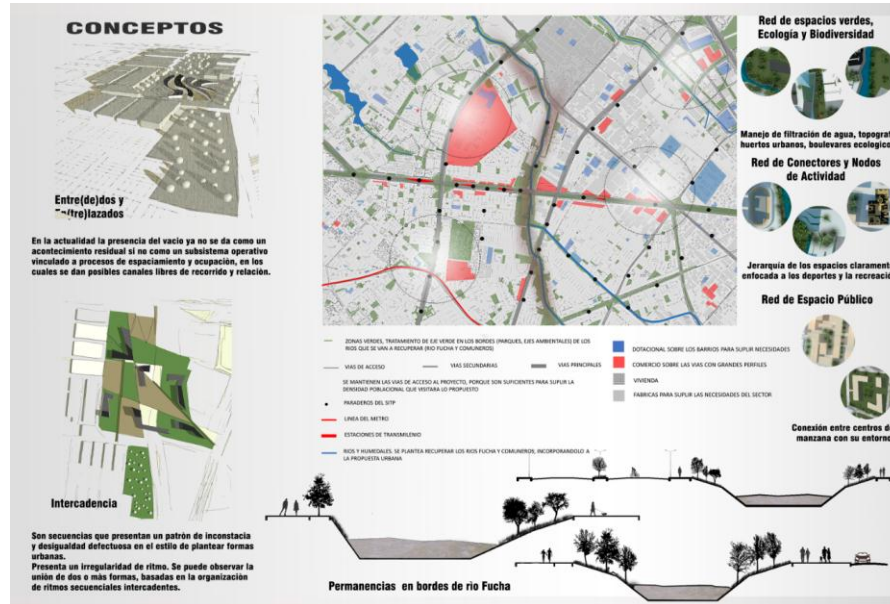 CONCEPTOS
Entre(de)dos y
En(tre)lazados
En la actualidad la presencia del vacio ya no se da como un
acontecimiento residual si no como un subsistema operativo
vinculado a procesos de espaciamiento y ocupación, en los
cuales se dan posibles canales libres de recorrido y relación.
Intercadencia
Son secuencias que presentan un patrón de inconstacia
y desigualdad defectuosa en el estilo de plantear formas
urbanas.
Presenta un irregularidad de ritmo. Se puede observar la
unión de dos o más formas, basadas en la organización
de ritmos secuenciales intercadentes.
ZONAS VERDES, TRATAMIENTO DE EJE VERDE EN LOS BORDES (PARQUES, EJES AMBIENTALES) DE LOS
RIOS QUE SE VAN A RECUPERAR (RIO FUCHA Y COMUNEROS)
VIAS DE ACCESO
VIAS SECUNDARIAS
VIAS PRINCIPALES
SE MANTIENEN LAS VIAS DE ACCESO AL PROYECTO, PORQUE SON SUFICIENTES PARA SUPLIR LA
DENSIDAD POBLACIONAL QUE VISITARA LO PROPUESTO
PARADEROS DEL SITP
LINEA DEL METRO
ESTACIONES DE TRANSMILENIO
RIOS Y HUMEDALES. SE PLANTEA RECUPERAR LOS RIOS FUCHA Y COMUNEROS, INCORPORANDOLO A
LA PROPUESTA URBANA
DOTACIONAL SOBRE LOS BARRIOS PARA SUPLIR NECESIDADES
COMERCIO SOBRE LAS VIAS CON GRANDES PERFILES
VIVIENDA
FABRICAS PARA SUPLIR LAS NECESIDADES DEL SECTOR
Red de espacios verdes,
Ecología y Biodiversidad
Manejo de filtración de agua, topograf
huertos urbanos, boulevares ecologico
Red de Conectores y Nodos
de Actividad
Jerarquía de los espacios clarament
enfocada a los deportes y la recreació
Red de Espacio Público
Conexión entre centros d
manzana con su entorn
Permanencias en bordes de rio Fucha